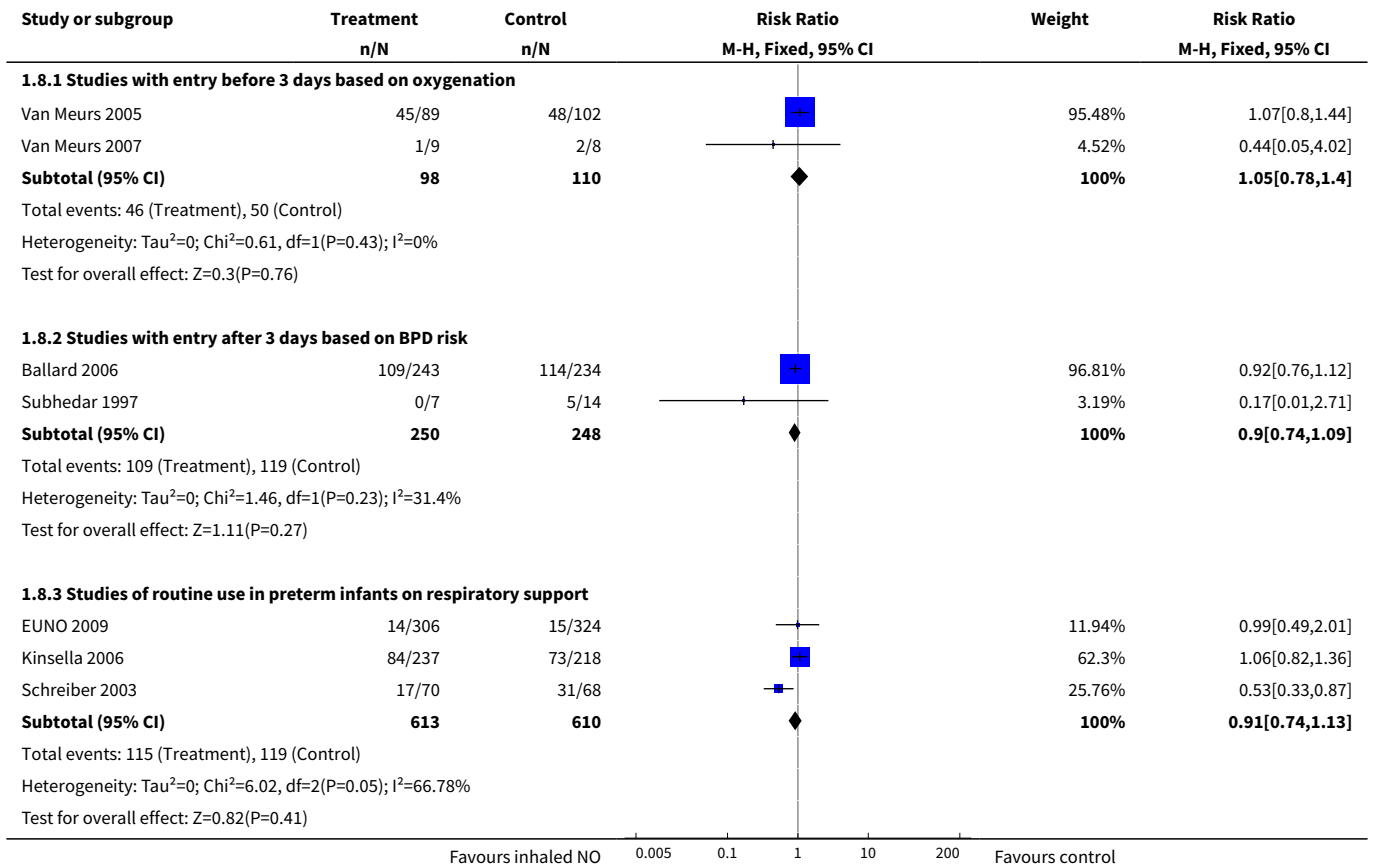 Study or subgroup Treatment Control Risk Ratio Weight Risk Ratio
n/N n/N M-H, Fixed, 95% CI M-H, Fixed, 95% CI
1.8.1 Studies with entry before 3 days based on oxygenation
Van Meurs 2005 45/89 48/102 95.48% 1.07[0.8,1.44]
Van Meurs 2007 1/9 2/8 4.52% 0.44[0.05,4.02]
Subtotal (95% CI) 98 110 100% 1.05[0.78,1.4]
Total events: 46 (Treatment), 50 (Control)
Heterogeneity: Tau²=0; Chi²=0.61, df=1(P=0.43); I²=0%
Test for overall effect: Z=0.3(P=0.76)
1.8.2 Studies with entry after 3 days based on BPD risk
Ballard 2006 109/243 114/234 96.81% 0.92[0.76,1.12]
Subhedar 1997 0/7 5/14 3.19% 0.17[0.01,2.71]
Subtotal (95% CI) 250 248 100% 0.9[0.74,1.09]
Total events: 109 (Treatment), 119 (Control)
Heterogeneity: Tau²=0; Chi²=1.46, df=1(P=0.23); I²=31.4%
Test for overall effect: Z=1.11(P=0.27)
1.8.3 Studies of routine use in preterm infants on respiratory support
EUNO 2009 14/306 15/324 11.94% 0.99[0.49,2.01]
Kinsella 2006 84/237 73/218 62.3% 1.06[0.82,1.36]
Schreiber 2003 17/70 31/68 25.76% 0.53[0.33,0.87]
Subtotal (95% CI) 613 610 100% 0.91[0.74,1.13]
Total events: 115 (Treatment), 119 (Control)
Heterogeneity: Tau²=0; Chi²=6.02, df=2(P=0.05); I²=66.78%
Test for overall effect: Z=0.82(P=0.41)
Favours inhaled NO 0.005 0.1 1 10 200 Favours control